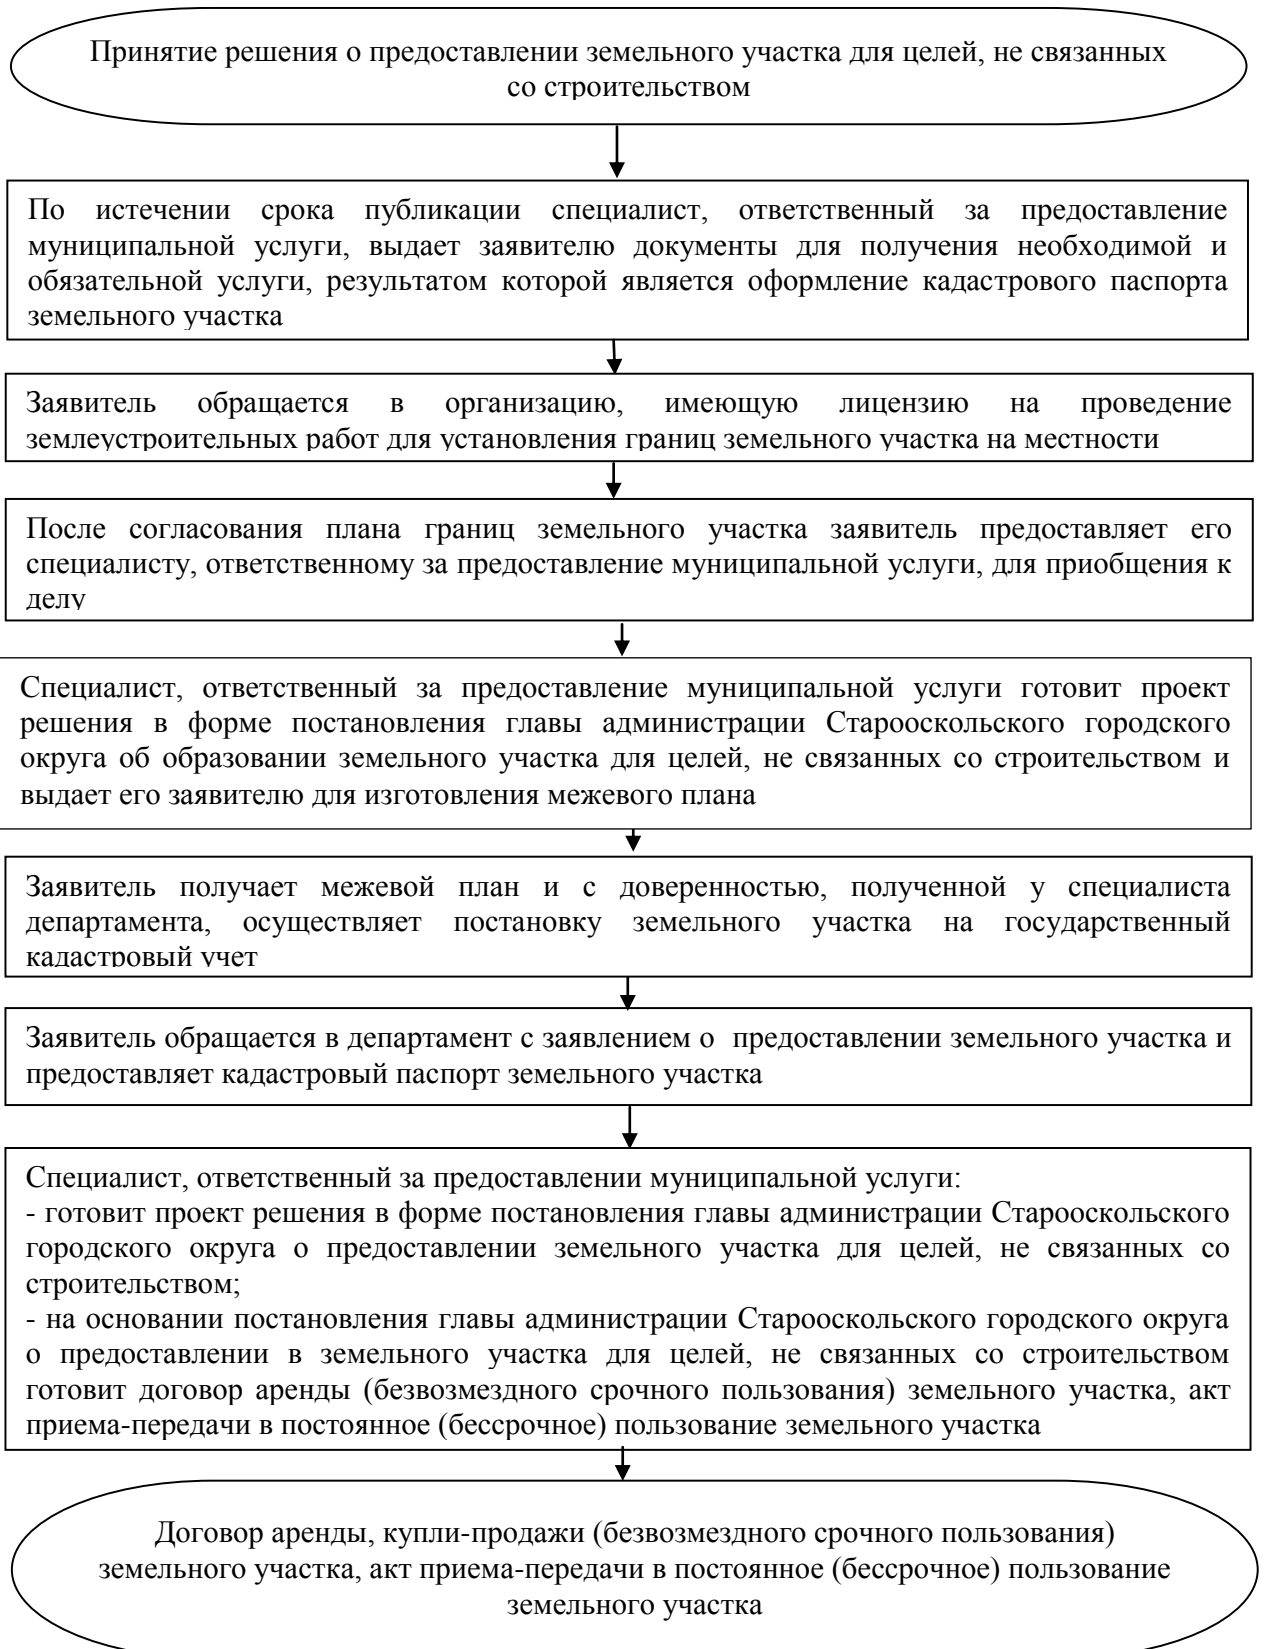 Принятие решения о предоставлении земельного участка для целей, не связанных
со строительством
По истечении срока публикации специалист, ответственный за предоставление
муниципальной услуги, выдает заявителю документы для получения необходимой и
обязательной услуги, результатом которой является оформление кадастрового паспорта
земельного участка
Заявитель обращается в организацию, имеющую лицензию на проведение
землеустроительных работ для установления границ земельного участка на местности
После согласования плана границ земельного участка заявитель предоставляет его
специалисту, ответственному за предоставление муниципальной услуги, для приобщения к
делу
Специалист, ответственный за предоставление муниципальной услуги готовит проект
решения в форме постановления главы администрации Старооскольского городского
округа об образовании земельного участка для целей, не связанных со строительством и
выдает его заявителю для изготовления межевого плана
Заявитель получает межевой план и с доверенностью, полученной у специалиста
департамента, осуществляет постановку земельного участка на государственный
кадастровый учет
Заявитель обращается в департамент с заявлением о предоставлении земельного участка и
предоставляет кадастровый паспорт земельного участка
Специалист, ответственный за предоставлении муниципальной услуги:
- готовит проект решения в форме постановления главы администрации Старооскольского
городского округа о предоставлении земельного участка для целей, не связанных со
строительством;
- на основании постановления главы администрации Старооскольского городского округа
о предоставлении в земельного участка для целей, не связанных со строительством
готовит договор аренды (безвозмездного срочного пользования) земельного участка, акт
приема-передачи в постоянное (бессрочное) пользование земельного участка
Договор аренды, купли-продажи (безвозмездного срочного пользования)
земельного участка, акт приема-передачи в постоянное (бессрочное) пользование
земельного участка